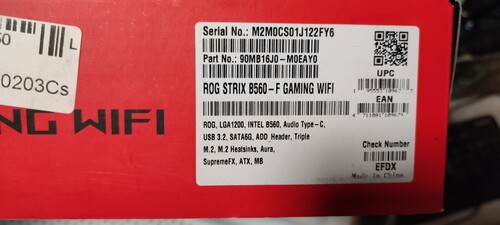 Serial No.: M2M0CS01J122FY6
Part No.: 90MB16J0-M0EAY0
ROG STRIX B560-F GAMING WIFI
ROG, LGA1200, INTEL B560, Audio Type-C,
USB 3.2, SATA6G, ADD_Header, Triple
M.2, M.2 Heatsinks, Aura,
SupremeFX, ATX, MB
UPC
EAN
Check Number
EFDX
Made in China
50
L
0203Cs
NG WIFI